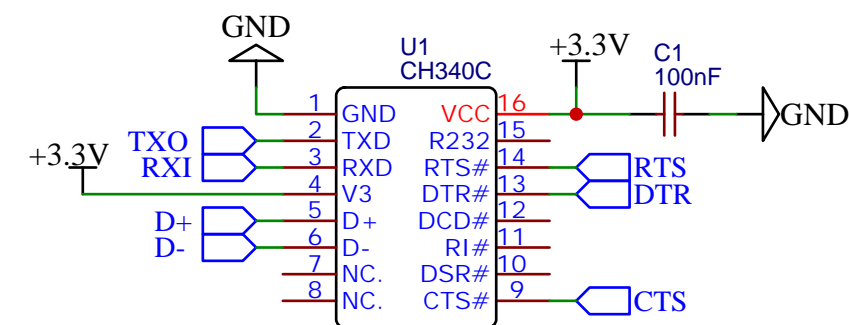 GND
U1
CH340C
+3.3V
C1
100nF
GND
+3.3V
TXO
RXI
D+
D-
1 GND
2 TXD
3 RXD
4 V3
5 D+
6 D-
7 NC.
8 NC.
VCC 16
R232 15
RTS# 14
DTR# 13
DCD# 12
RI# 11
DSR# 10
CTS# 9
RTS
DTR
CTS